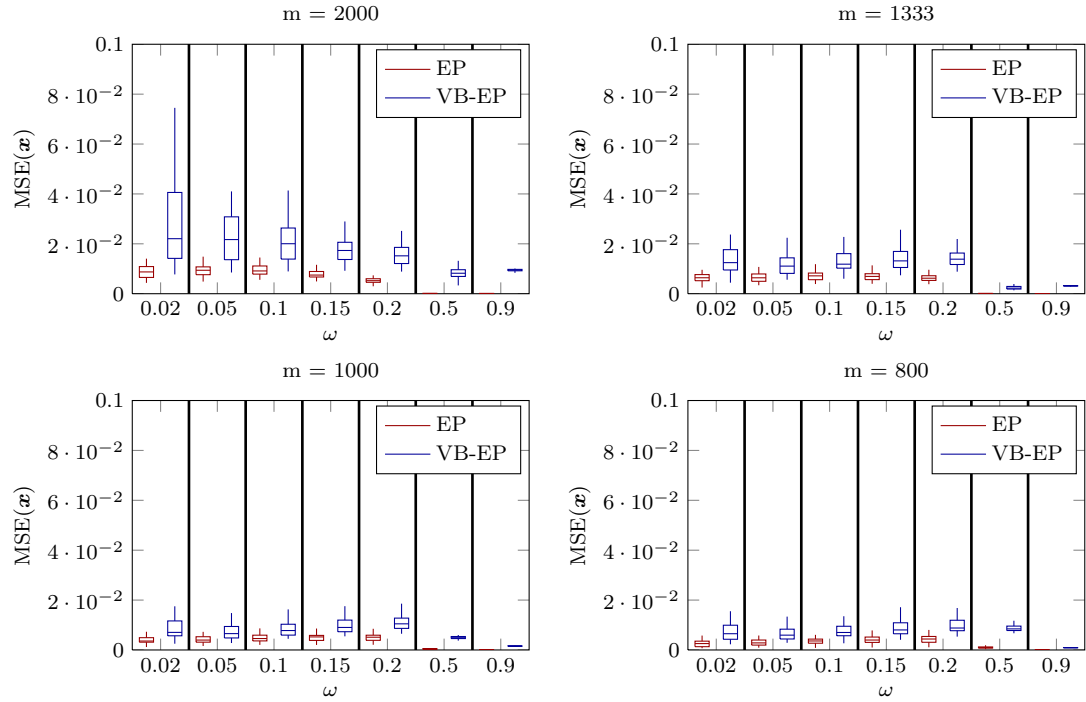 m = 2000
0.1
8 · 10⁻²
6 · 10⁻²
4 · 10⁻²
2 · 10⁻²
0
MSE(x)
EP
VB-EP
0.02 0.05 0.1 0.15 0.2 0.5 0.9
ω
m = 1333
0.1
8 · 10⁻²
6 · 10⁻²
4 · 10⁻²
2 · 10⁻²
0
MSE(x)
EP
VB-EP
0.02 0.05 0.1 0.15 0.2 0.5 0.9
ω
m = 1000
0.1
8 · 10⁻²
6 · 10⁻²
4 · 10⁻²
2 · 10⁻²
0
MSE(x)
EP
VB-EP
0.02 0.05 0.1 0.15 0.2 0.5 0.9
ω
m = 800
0.1
8 · 10⁻²
6 · 10⁻²
4 · 10⁻²
2 · 10⁻²
0
MSE(x)
EP
VB-EP
0.02 0.05 0.1 0.15 0.2 0.5 0.9
ω